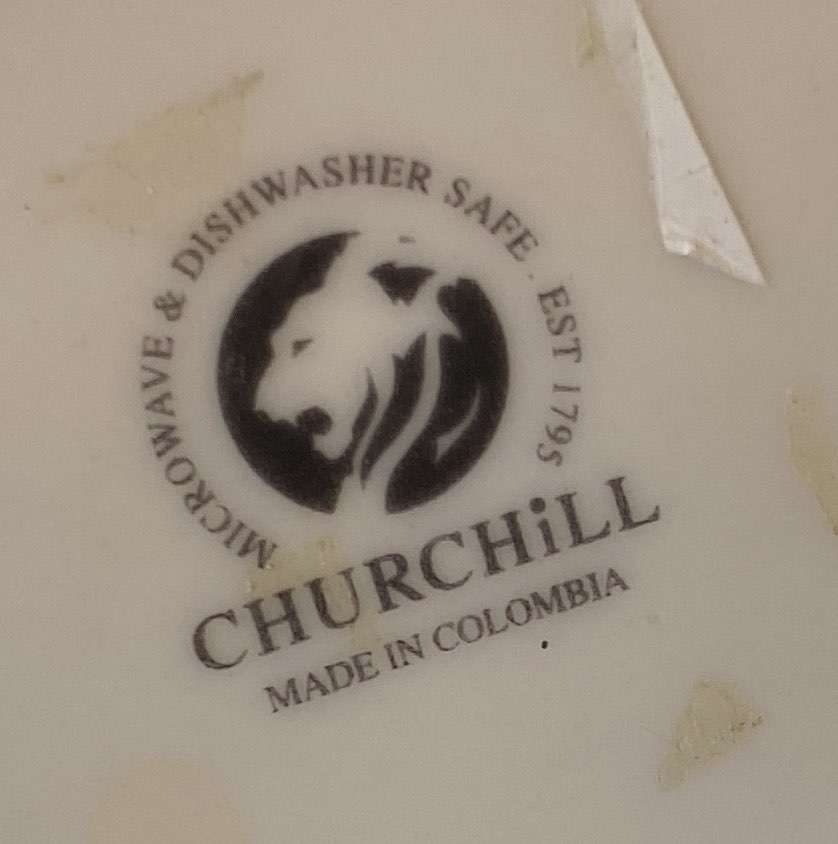 MICROWAVE & DISHWASHER SAFE . EST 1795
CHURCHiLL
MADE IN COLOMBIA